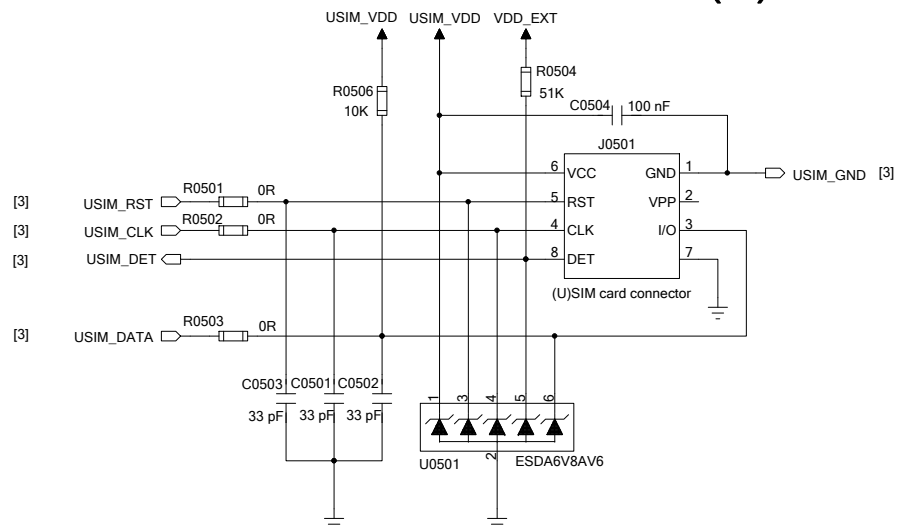 USIM_VDD USIM_VDD VDD_EXT
R0506
10K
R0504
51K
C0504 100 nF
J0501
6 VCC GND 1
USIM_GND [3]
[3] USIM_RST R0501 0R
5 RST VPP 2
[3] USIM_CLK R0502 0R
4 CLK I/O 3
[3] USIM_DET
8 DET 7
(U)SIM card connector
[3] USIM_DATA R0503 0R
C0503 C0501 C0502
33 pF 33 pF 33 pF
1 3 4 5 6
2
U0501 ESDA6V8AV6